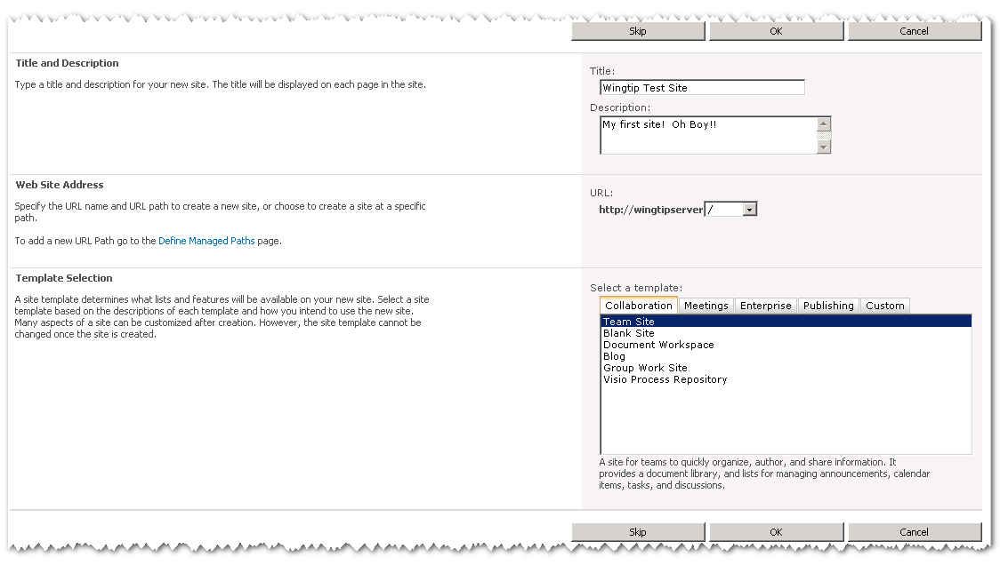 Skip OK Cancel
Title and Description
Type a title and description for your new site. The title will be displayed on each page in the site.
Title:
Wingtip Test Site
Description:
My first site!  Oh Boy!!
Web Site Address
Specify the URL name and URL path to create a new site, or choose to create a site at a specific
path.
To add a new URL Path go to the Define Managed Paths page.
URL:
http://wingtipserver /
Template Selection
A site template determines what lists and features will be available on your new site. Select a site
template based on the descriptions of each template and how you intend to use the new site.
Many aspects of a site can be customized after creation. However, the site template cannot be
changed once the site is created.
Select a template:
Collaboration Meetings Enterprise Publishing Custom
Team Site
Blank Site
Document Workspace
Blog
Group Work Site
Visio Process Repository
A site for teams to quickly organize, author, and share information. It
provides a document library, and lists for managing announcements, calendar
items, tasks, and discussions.
Skip OK Cancel